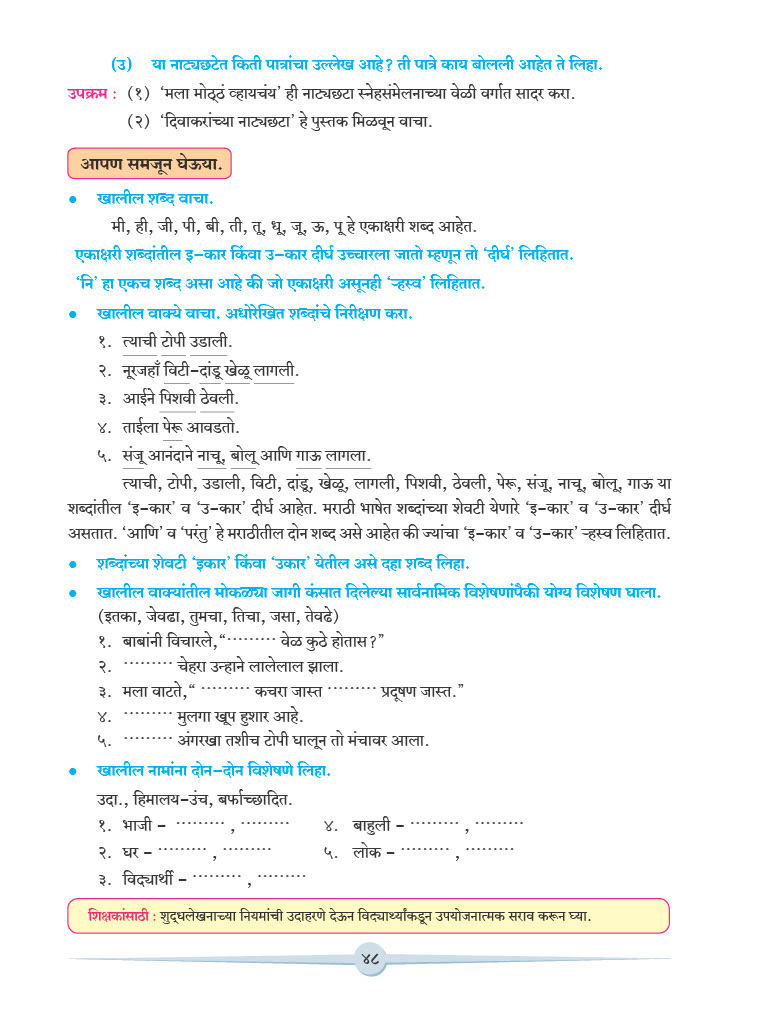 (उ) या नाट्यछटेत किती पात्रांचा उल्लेख आहे? ती पात्रे काय बोलली आहेत ते लिहा.
उपक्रम : (१) ‘मला मोठ्ठं व्हायचंय’ ही नाट्यछटा स्नेहसंमेलनाच्या वेळी वर्गात सादर करा.
(२) ‘दिवाकरांच्या नाट्यछटा’ हे पुस्तक मिळवून वाचा.
आपण समजून घेऊया.
• खालील शब्द वाचा.
मी, ही, जी, पी, बी, ती, तू, धू, जू, ऊ, पू हे एकाक्षरी शब्द आहेत.
एकाक्षरी शब्दांतील इ-कार किंवा उ-कार दीर्घ उच्चारला जातो म्हणून तो ‘दीर्घ’ लिहितात.
‘नि’ हा एकच शब्द असा आहे की जो एकाक्षरी असूनही ‘ऱ्हस्व’ लिहितात.
• खालील वाक्ये वाचा. अधोरेखित शब्दांचे निरीक्षण करा.
१. त्याची टोपी उडाली.
२. नूरजहाँ विटी-दांडू खेळू लागली.
३. आईने पिशवी ठेवली.
४. ताईला पेरू आवडतो.
५. संजू आनंदाने नाचू, बोलू आणि गाऊ लागला.
त्याची, टोपी, उडाली, विटी, दांडू, खेळू, लागली, पिशवी, ठेवली, पेरू, संजू, नाचू, बोलू, गाऊ या
शब्दांतील ‘इ-कार’ व ‘उ-कार’ दीर्घ आहेत. मराठी भाषेत शब्दांच्या शेवटी येणारे ‘इ-कार’ व ‘उ-कार’ दीर्घ
असतात. ‘आणि’ व ‘परंतु’ हे मराठीतील दोन शब्द असे आहेत की ज्यांचा ‘इ-कार’ व ‘उ-कार’ ऱ्हस्व लिहितात.
• शब्दांच्या शेवटी ‘इकार’ किंवा ‘उकार’ येतील असे दहा शब्द लिहा.
• खालील वाक्यांतील मोकळ्या जागी कंसात दिलेल्या सार्वनामिक विशेषणांपैकी योग्य विशेषण घाला.
(इतका, जेवढा, तुमचा, तिचा, जसा, तेवढे)
१. बाबांनी विचारले,“········· वेळ कुठे होतास?”
२. ········· चेहरा उन्हाने लालेलाल झाला.
३. मला वाटते,“ ········· कचरा जास्त ········· प्रदूषण जास्त.”
४. ········· मुलगा खूप हुशार आहे.
५. ········· अंगरखा तशीच टोपी घालून तो मंचावर आला.
• खालील नामांना दोन-दोन विशेषणे लिहा.
उदा., हिमालय-उंच, बर्फाच्छादित.
१. भाजी - ········· , ········· ४. बाहुली - ········· , ·········
२. घर - ········· , ········· ५. लोक - ········· , ·········
३. विद्यार्थी - ········· , ·········
शिक्षकांसाठी : शुद्धलेखनाच्या नियमांची उदाहरणे देऊन विद्यार्थ्यांकडून उपयोजनात्मक सराव करून घ्या.
४८